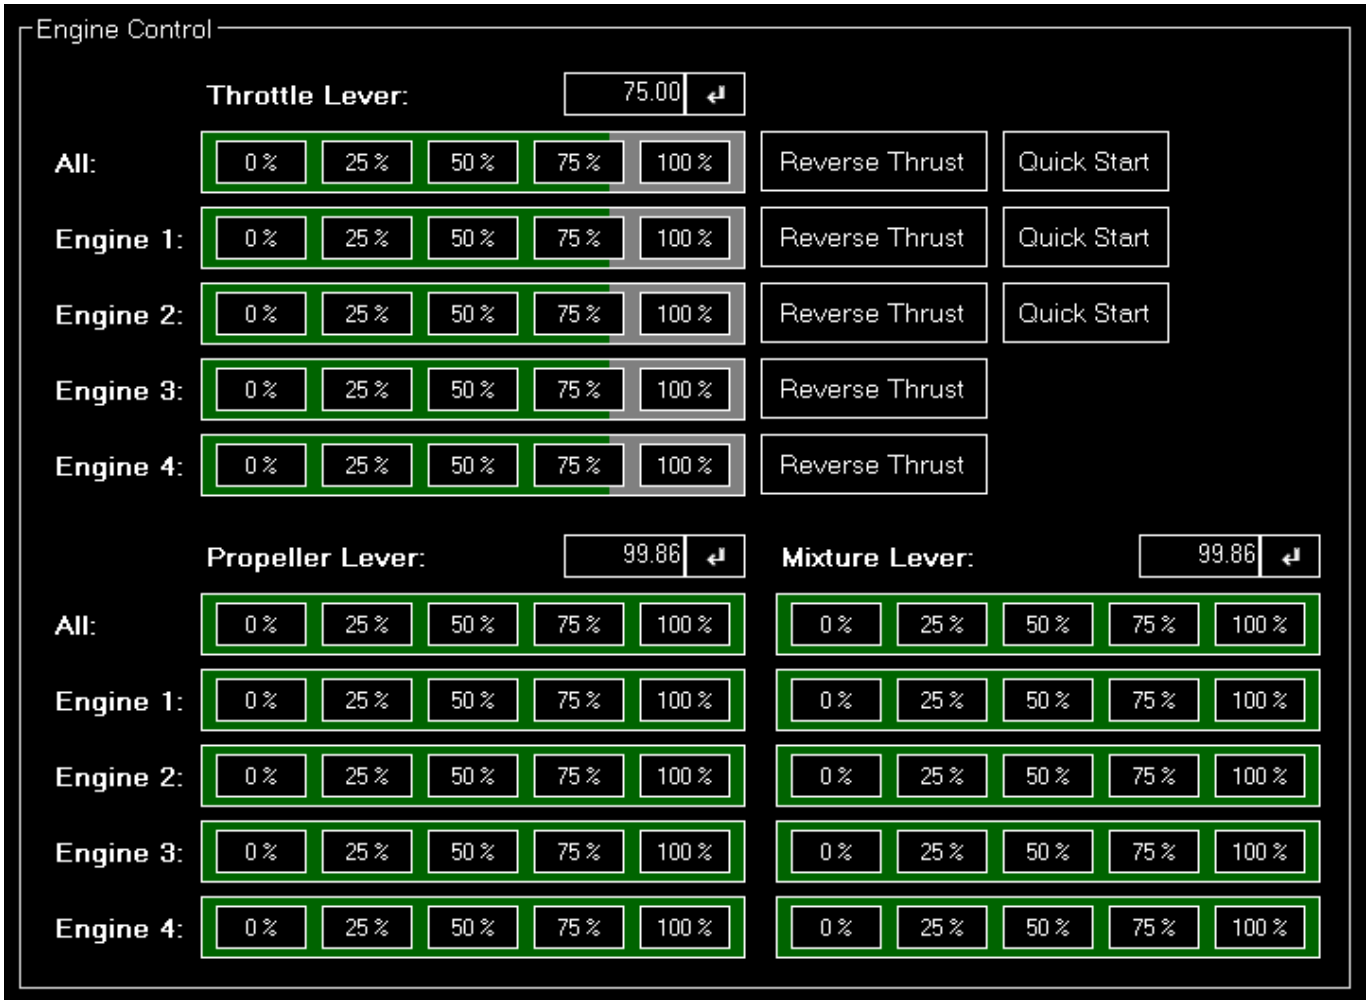 Engine Control
Throttle Lever: 75.00
All: 0 % 25 % 50 % 75 % 100 % Reverse Thrust Quick Start
Engine 1: 0 % 25 % 50 % 75 % 100 % Reverse Thrust Quick Start
Engine 2: 0 % 25 % 50 % 75 % 100 % Reverse Thrust Quick Start
Engine 3: 0 % 25 % 50 % 75 % 100 % Reverse Thrust
Engine 4: 0 % 25 % 50 % 75 % 100 % Reverse Thrust
Propeller Lever: 99.86 Mixture Lever: 99.86
All: 0 % 25 % 50 % 75 % 100 % 0 % 25 % 50 % 75 % 100 %
Engine 1: 0 % 25 % 50 % 75 % 100 % 0 % 25 % 50 % 75 % 100 %
Engine 2: 0 % 25 % 50 % 75 % 100 % 0 % 25 % 50 % 75 % 100 %
Engine 3: 0 % 25 % 50 % 75 % 100 % 0 % 25 % 50 % 75 % 100 %
Engine 4: 0 % 25 % 50 % 75 % 100 % 0 % 25 % 50 % 75 % 100 %